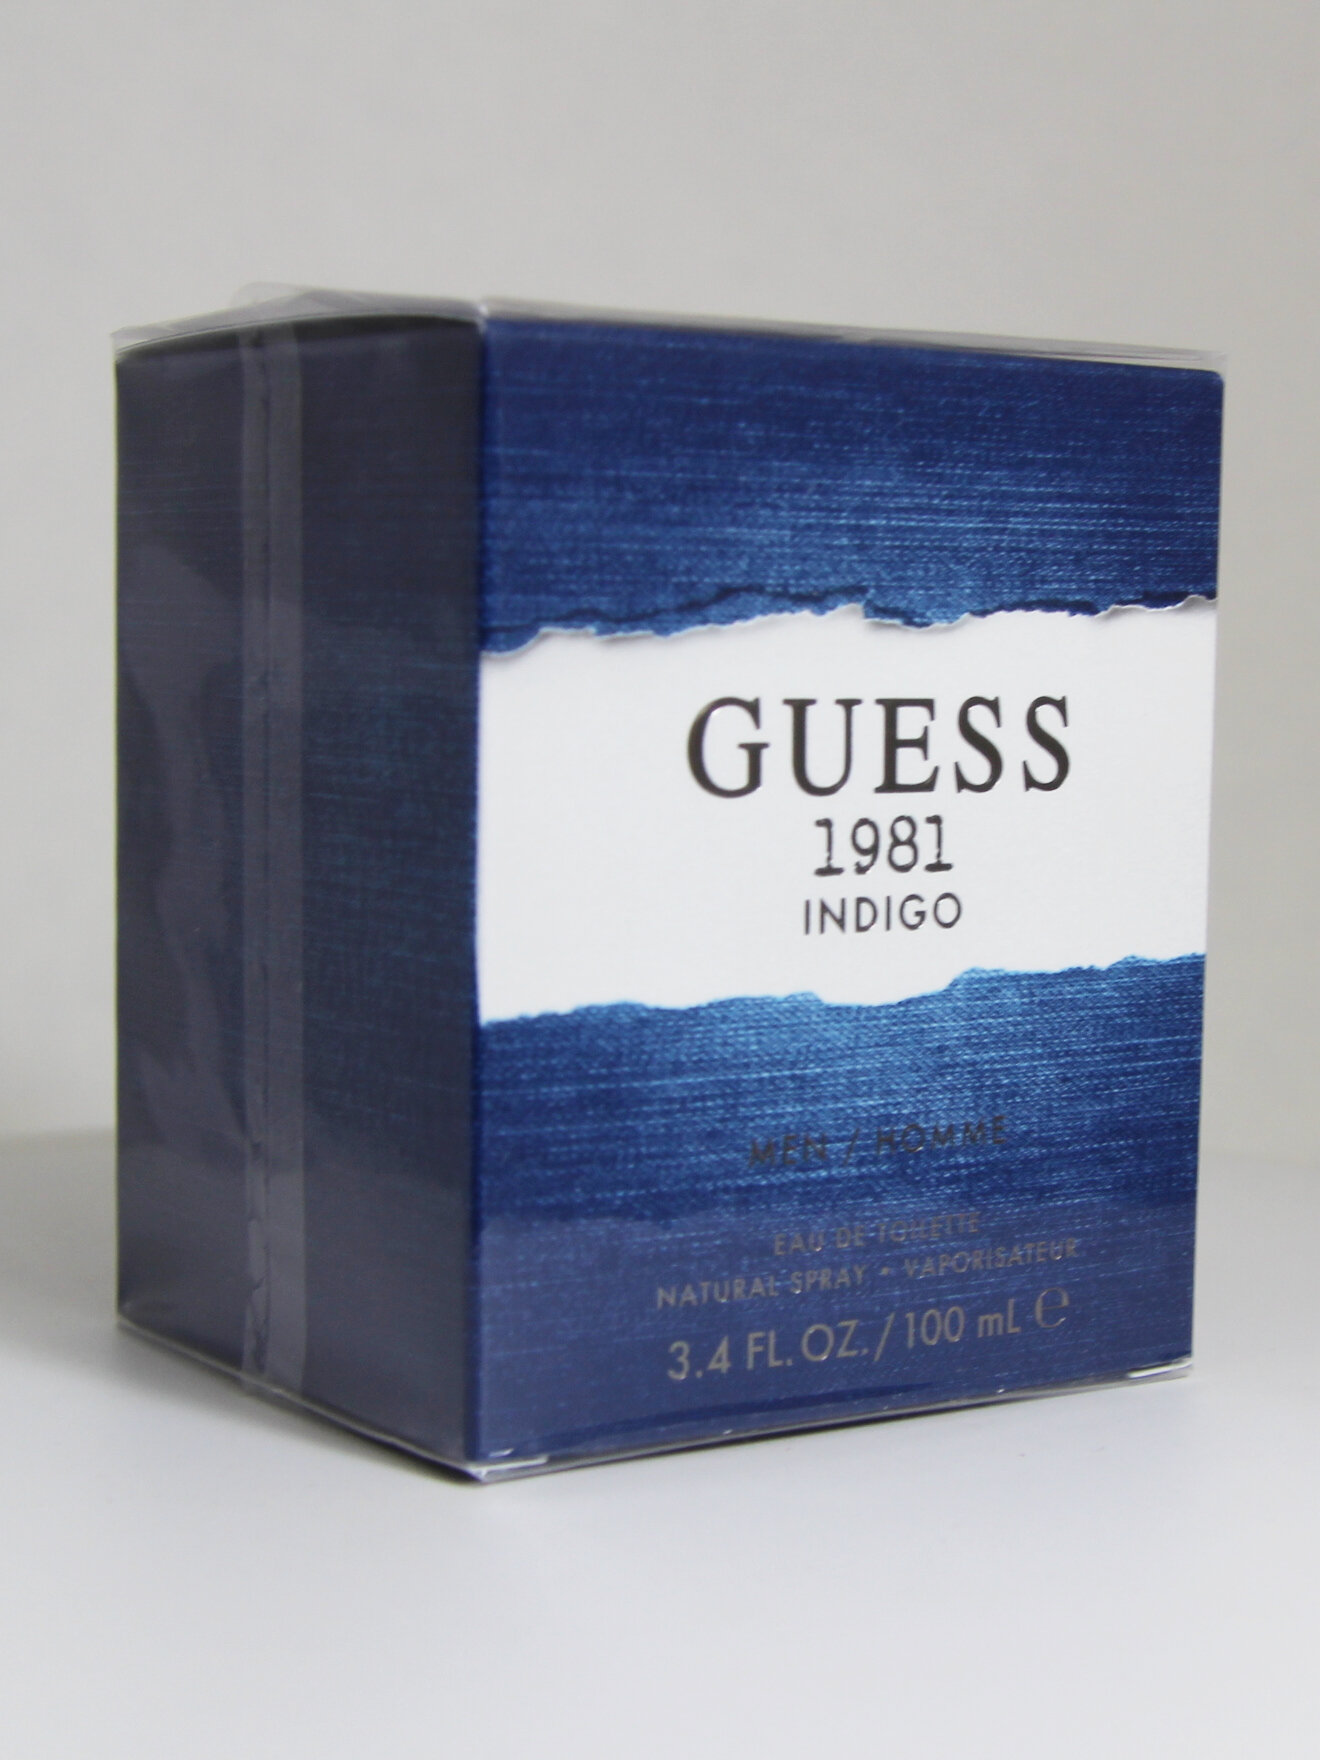 GUESS
1981
INDIGO
MEN / HOMME
EAU DE TOILETTE
NATURAL SPRAY • VAPORISATEUR
3.4 FL. OZ. / 100 mL ℮